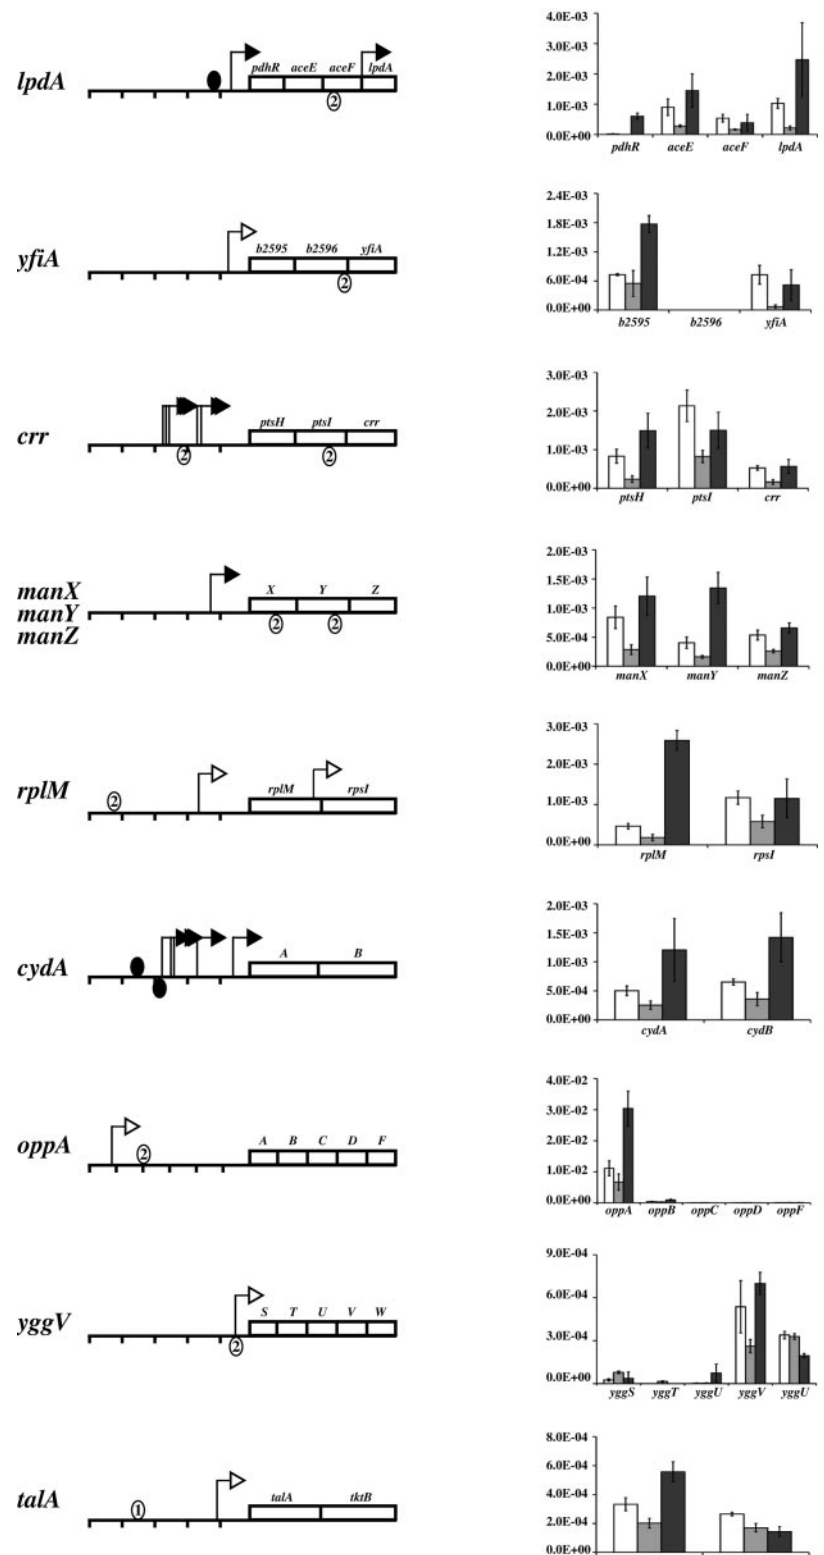 lpdA
pdhR aceE aceF lpdA
2
4.0E-03
3.0E-03
2.0E-03
1.0E-03
0.0E+00
pdhR aceE aceF lpdA
yfiA
b2595 b2596 yfiA
2
2.4E-03
1.8E-03
1.2E-03
6.0E-04
0.0E+00
b2595 b2596 yfiA
crr
ptsH ptsI crr
2 2
3.0E-03
2.0E-03
1.0E-03
0.0E+00
ptsH ptsI crr
manX
manY
manZ
X Y Z
2 2
2.0E-03
1.0E-03
5.0E-04
0.0E+00
manX manY manZ
rplM
2
rplM rpsI
3.0E-03
2.0E-03
1.0E-03
0.0E+00
rplM rpsI
cydA
A B
2.0E-03
1.0E-03
1.0E-03
5.0E-04
0.0E+00
cydA cydB
oppA
2
A B C D F
4.0E-02
3.0E-02
2.0E-02
1.0E-02
0.0E+00
oppA oppB oppC oppD oppF
yggV
S T U V W
2
9.0E-04
6.0E-04
3.0E-04
0.0E+00
yggS yggT yggU yggV yggU
talA
1
talA tktB
8.0E-04
6.0E-04
4.0E-04
2.0E-04
0.0E+00